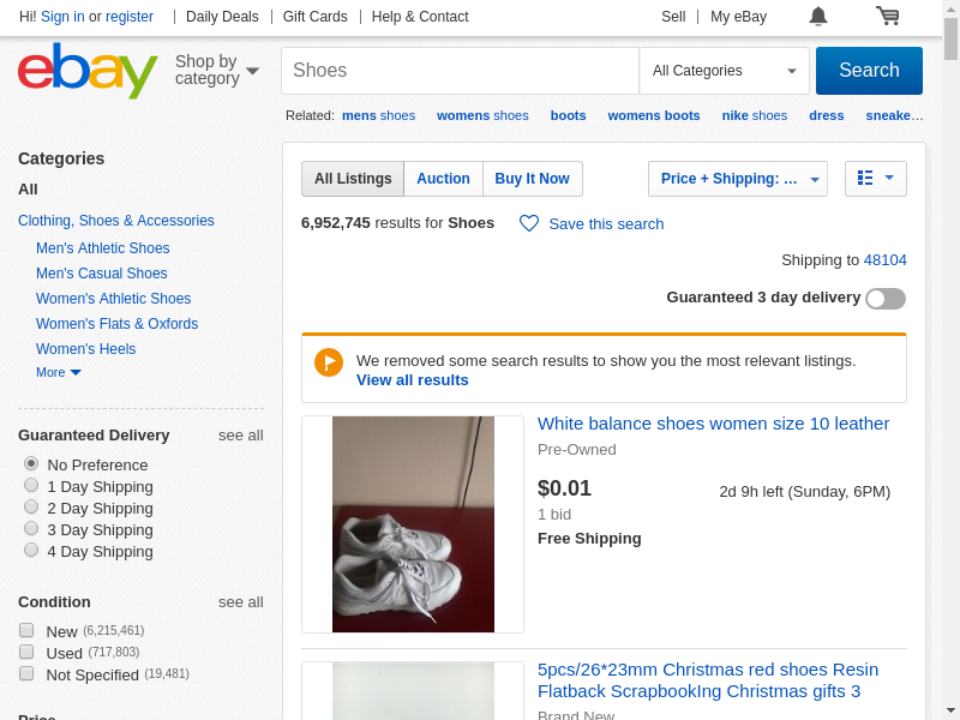 Hi! Sign in or register | Daily Deals | Gift Cards | Help & Contact
Sell | My eBay
ebay
Shop by
category
Shoes
All Categories
Search
Related: mens shoes womens shoes boots womens boots nike shoes dress sneake…
Categories
All
Clothing, Shoes & Accessories
Men's Athletic Shoes
Men's Casual Shoes
Women's Athletic Shoes
Women's Flats & Oxfords
Women's Heels
More
Guaranteed Delivery see all
No Preference
1 Day Shipping
2 Day Shipping
3 Day Shipping
4 Day Shipping
Condition see all
New (6,215,461)
Used (717,803)
Not Specified (19,481)
Price
All Listings Auction Buy It Now
Price + Shipping: ...
6,952,745 results for Shoes
Save this search
Shipping to 48104
Guaranteed 3 day delivery
We removed some search results to show you the most relevant listings.
View all results
White balance shoes women size 10 leather
Pre-Owned
$0.01
2d 9h left (Sunday, 6PM)
1 bid
Free Shipping
5pcs/26*23mm Christmas red shoes Resin
Flatback ScrapbookIng Christmas gifts 3
Brand New